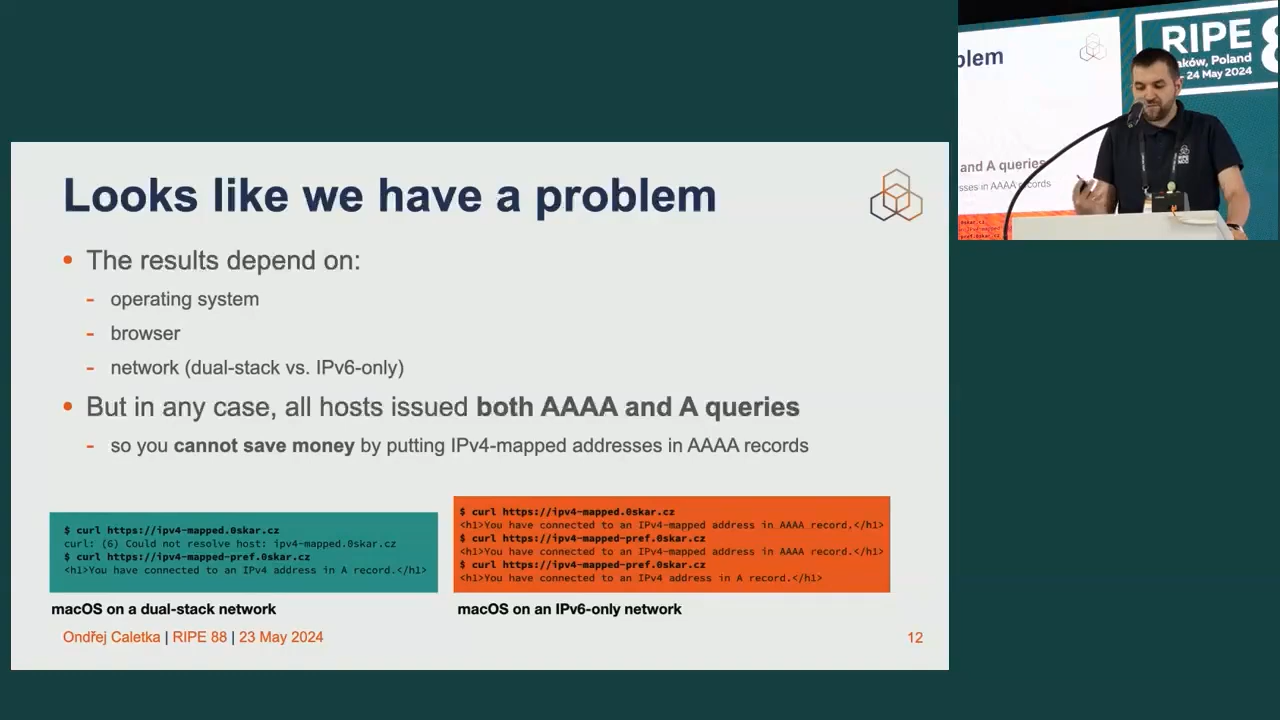 Looks like we have a problem
• The results depend on:
- operating system
- browser
- network (dual-stack vs. IPv6-only)
• But in any case, all hosts issued both AAAA and A queries
- so you cannot save money by putting IPv4-mapped addresses in AAAA records
$ curl https://ipv4-mapped.0skar.cz
curl: (6) Could not resolve host: ipv4-mapped.0skar.cz
$ curl https://ipv4-mapped-pref.0skar.cz
<h1>You have connected to an IPv4 address in A record.</h1>
macOS on a dual-stack network
$ curl https://ipv4-mapped.0skar.cz
<h1>You have connected to an IPv4-mapped address in AAAA record.</h1>
$ curl https://ipv4-mapped-pref.0skar.cz
<h1>You have connected to an IPv4-mapped address in AAAA record.</h1>
$ curl https://ipv4-mapped-pref.0skar.cz
<h1>You have connected to an IPv4 address in A record.</h1>
macOS on an IPv6-only network
Ondřej Caletka | RIPE 88 | 23 May 2024
12
blem
and A queries
esses in AAAA records
RIPE 8
aków, Poland
- 24 May 2024